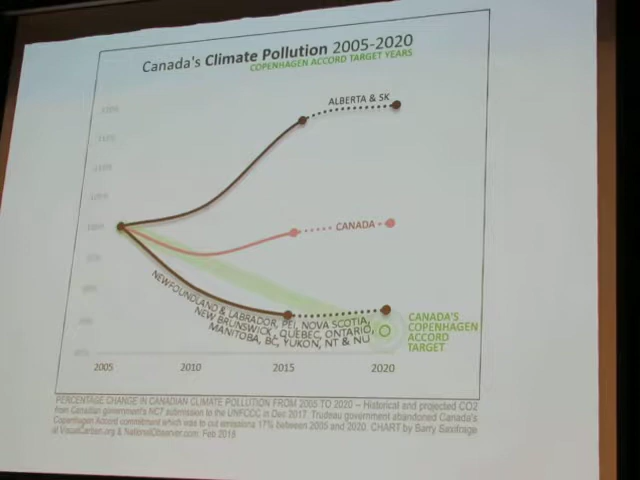 Canada's Climate Pollution 2005-2020
COPENHAGEN ACCORD TARGET YEARS
ALBERTA & SK
CANADA
NEWFOUNDLAND & LABRADOR, PEI, NOVA SCOTIA,
NEW BRUNSWICK, QUEBEC, ONTARIO,
MANITOBA, BC, YUKON, NT & NU
CANADA'S
COPENHAGEN
ACCORD
TARGET
2005 2010 2015 2020
PERCENTAGE CHANGE IN CANADIAN CLIMATE POLLUTION FROM 2005 TO 2020 – Historical and projected CO2
from Canadian government's NC7 submission to the UNFCCC in Dec 2017. Trudeau government abandoned Canada's
Copenhagen Accord commitment which was to cut emissions 17% between 2005 and 2020. CHART by Barry Saxifrage
at VisualCarbon.org & NationalObserver.com. Feb 2018